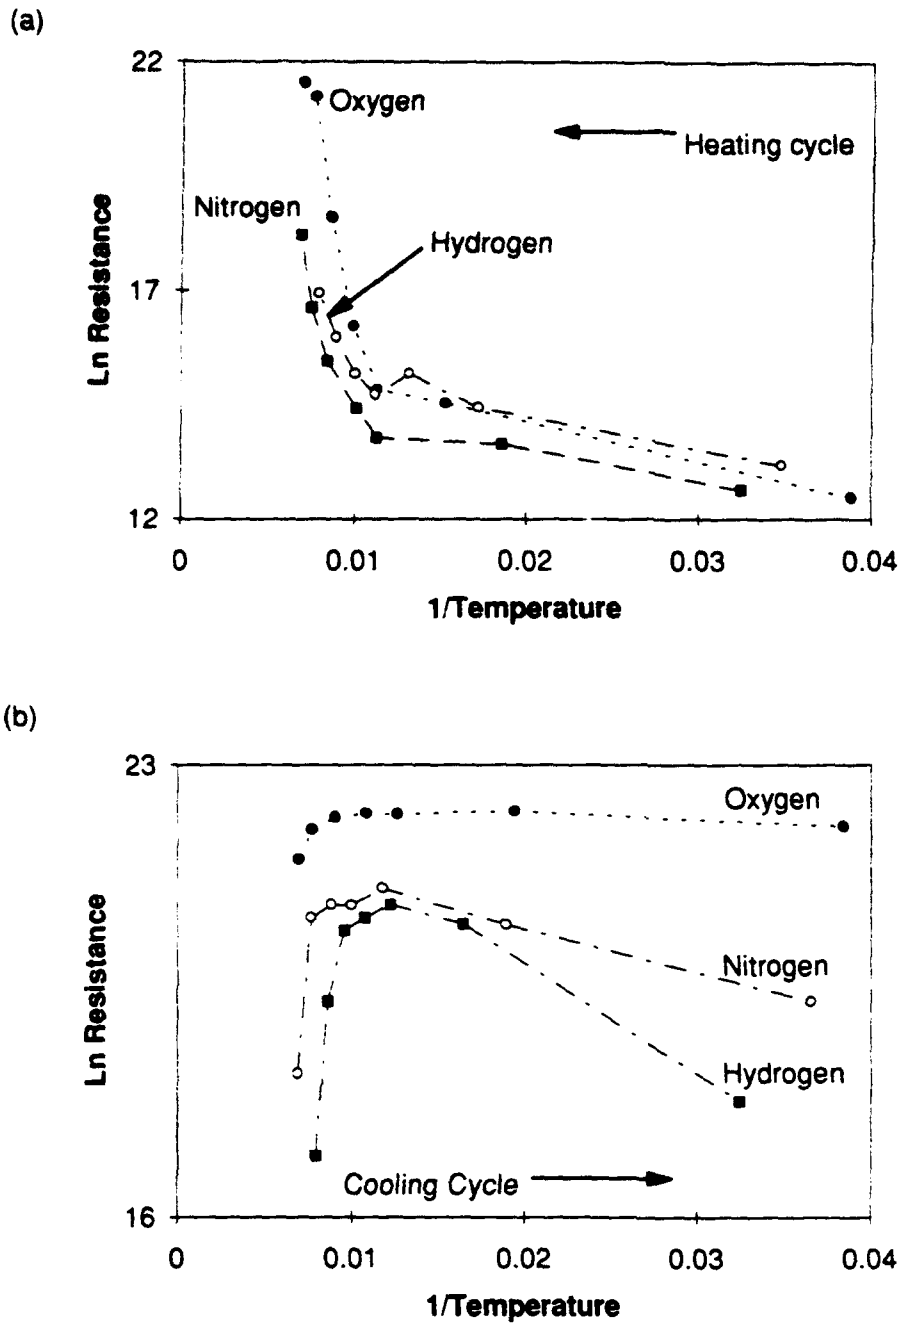 (a)
22
Oxygen
Heating cycle
Nitrogen
Hydrogen
17
Ln Resistance
12
0 0.01 0.02 0.03 0.04
1/Temperature
(b)
23
Oxygen
Ln Resistance
Nitrogen
Hydrogen
Cooling Cycle
16
0 0.01 0.02 0.03 0.04
1/Temperature